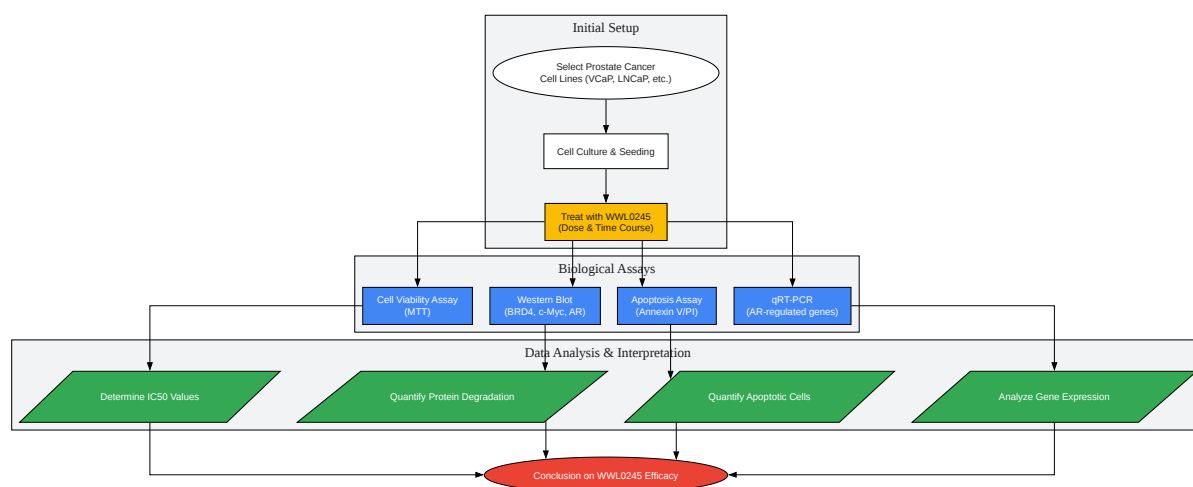 Initial Setup
Select Prostate Cancer
Cell Lines (VCaP, LNCaP, etc.)
Cell Culture & Seeding
Treat with WWL0245
(Dose & Time Course)
Biological Assays
Cell Viability Assay
(MTT)
Western Blot
(BRD4, c-Myc, AR)
Apoptosis Assay
(Annexin V/PI)
qRT-PCR
(AR-regulated genes)
Data Analysis & Interpretation
Determine IC50 Values
Quantify Protein Degradation
Quantify Apoptotic Cells
Analyze Gene Expression
Conclusion on WWL0245 Efficacy